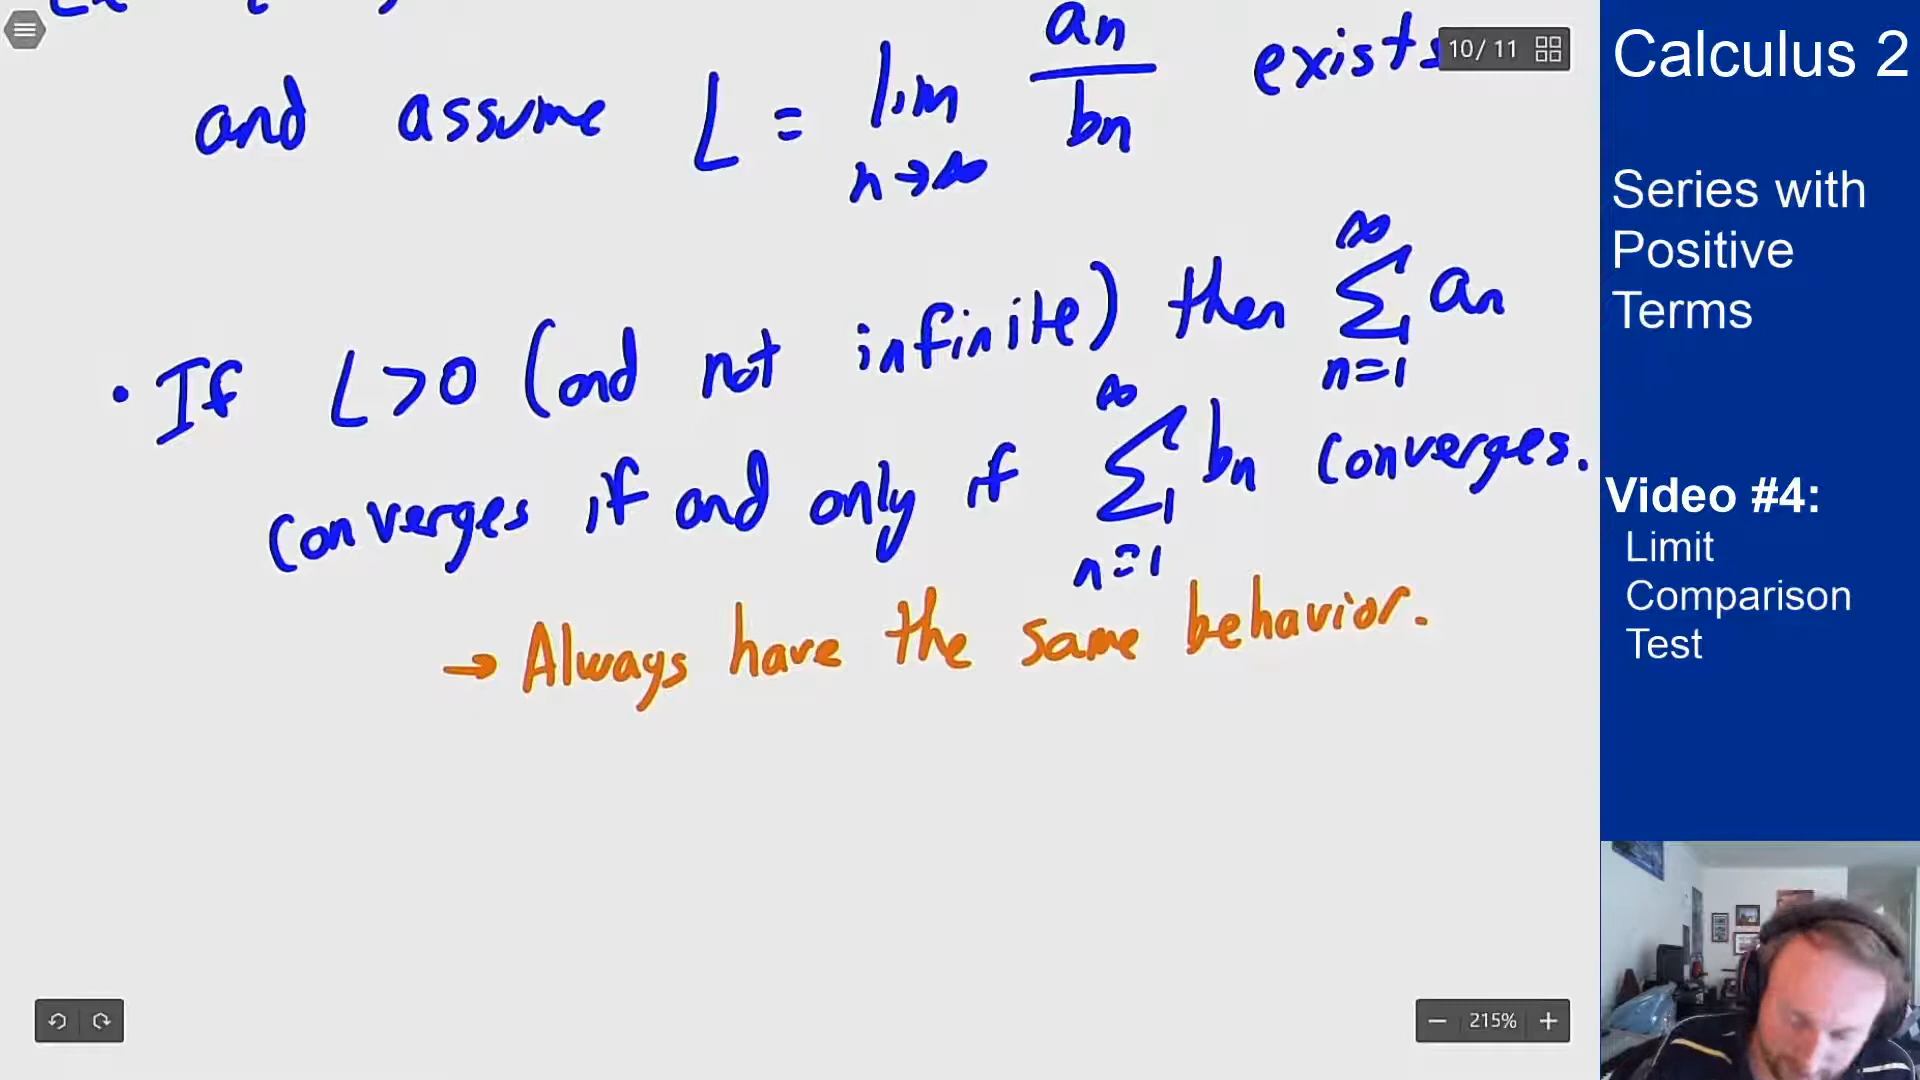 and assume L = lim n→∞ an/bn exists
10/ 11
• If L>0 (and not infinite) then ∞ Σ n=1 an
converges if and only if ∞ Σ n=1 bn converges.
→ Always have the same behavior.
215%
Calculus 2
Series with
Positive
Terms
Video #4:
Limit
Comparison
Test